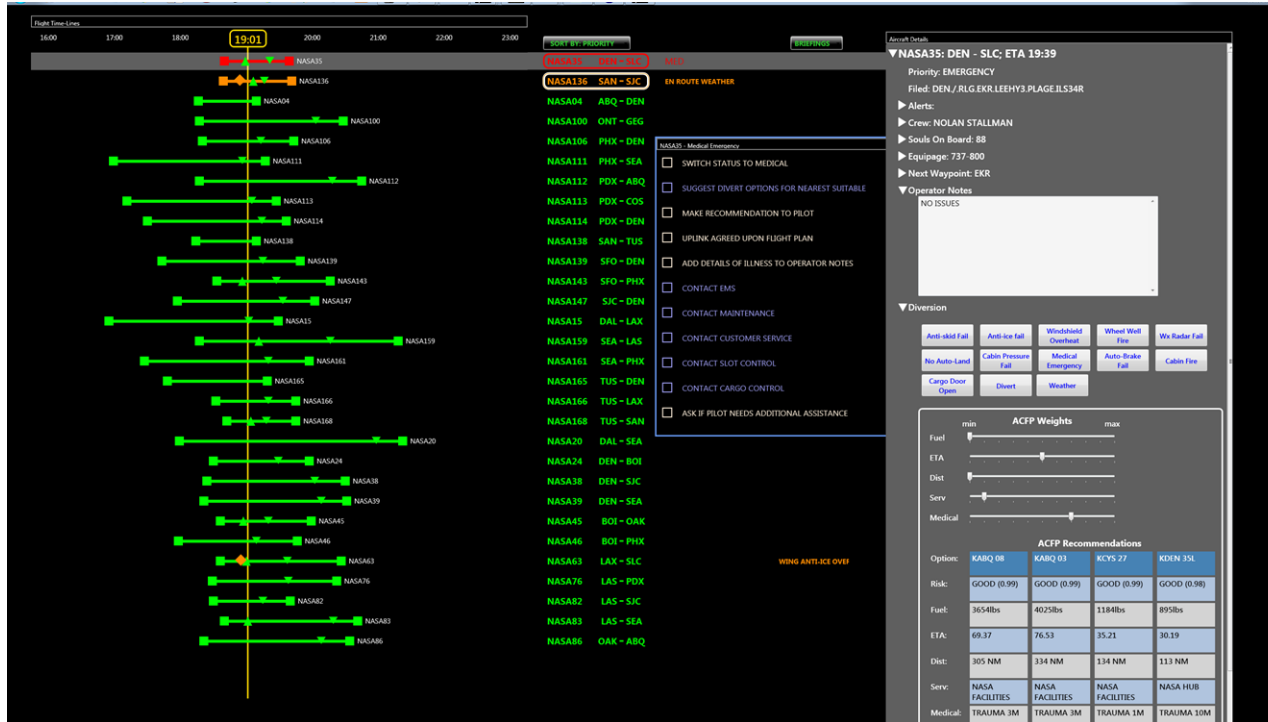 Flight Time-Lines
16:00 17:00 18:00 19:01 20:00 21:00 22:00 23:00
SORT BY: PRIORITY
BRIEFINGS
NASA35
NASA136
NASA04
NASA100
NASA106
NASA111
NASA112
NASA113
NASA114
NASA138
NASA139
NASA143
NASA147
NASA15
NASA159
NASA161
NASA165
NASA166
NASA168
NASA20
NASA24
NASA38
NASA39
NASA45
NASA46
NASA63
NASA76
NASA82
NASA83
NASA86
NASA35 DEN - SLC MED
NASA136 SAN - SJC EN ROUTE WEATHER
NASA04 ABQ - DEN
NASA100 ONT - GEG
NASA106 PHX - DEN
NASA111 PHX - SEA
NASA112 PDX - ABQ
NASA113 PDX - COS
NASA114 PDX - DEN
NASA138 SAN - TUS
NASA139 SFO - DEN
NASA143 SFO - PHX
NASA147 SJC - DEN
NASA15 DAL - LAX
NASA159 SEA - LAS
NASA161 SEA - PHX
NASA165 TUS - DEN
NASA166 TUS - LAX
NASA168 TUS - SAN
NASA20 DAL - SEA
NASA24 DEN - BOI
NASA38 DEN - SJC
NASA39 DEN - SEA
NASA45 BOI - OAK
NASA46 BOI - PHX
NASA63 LAX - SLC WING ANTI-ICE OVER
NASA76 LAS - PDX
NASA82 LAS - SJC
NASA83 LAS - SEA
NASA86 OAK - ABQ
NASA35 - Medical Emergency
SWITCH STATUS TO MEDICAL
SUGGEST DIVERT OPTIONS FOR NEAREST SUITABLE
MAKE RECOMMENDATION TO PILOT
UPLINK AGREED UPON FLIGHT PLAN
ADD DETAILS OF ILLNESS TO OPERATOR NOTES
CONTACT EMS
CONTACT MAINTENANCE
CONTACT CUSTOMER SERVICE
CONTACT SLOT CONTROL
CONTACT CARGO CONTROL
ASK IF PILOT NEEDS ADDITIONAL ASSISTANCE
Aircraft Details
NASA35: DEN - SLC; ETA 19:39
Priority: EMERGENCY
Filed: DEN./.RLG.EKR.LEEHY3.PLAGE.ILS34R
Alerts:
Crew: NOLAN STALLMAN
Souls On Board: 88
Equipage: 737-800
Next Waypoint: EKR
Operator Notes
NO ISSUES
Diversion
Anti-skid Fail Anti-ice fail Windshield Overheat Wheel Well Fire Wx Radar Fail
No Auto-Land Cabin Pressure Fail Medical Emergency Auto-Brake Fail Cabin Fire
Cargo Door Open Divert Weather
ACFP Weights
min max
Fuel
ETA
Dist
Serv
Medical
ACFP Recommendations
Option: KABQ 08 KABQ 03 KCYS 27 KDEN 35L
Risk: GOOD (0.99) GOOD (0.99) GOOD (0.99) GOOD (0.98)
Fuel: 3654lbs 4025lbs 1184lbs 895lbs
ETA: 69.37 76.53 35.21 30.19
Dist: 305 NM 334 NM 134 NM 113 NM
Serv: NASA FACILITIES NASA FACILITIES NASA FACILITIES NASA HUB
Medical: TRAUMA 3M TRAUMA 3M TRAUMA 1M TRAUMA 10M